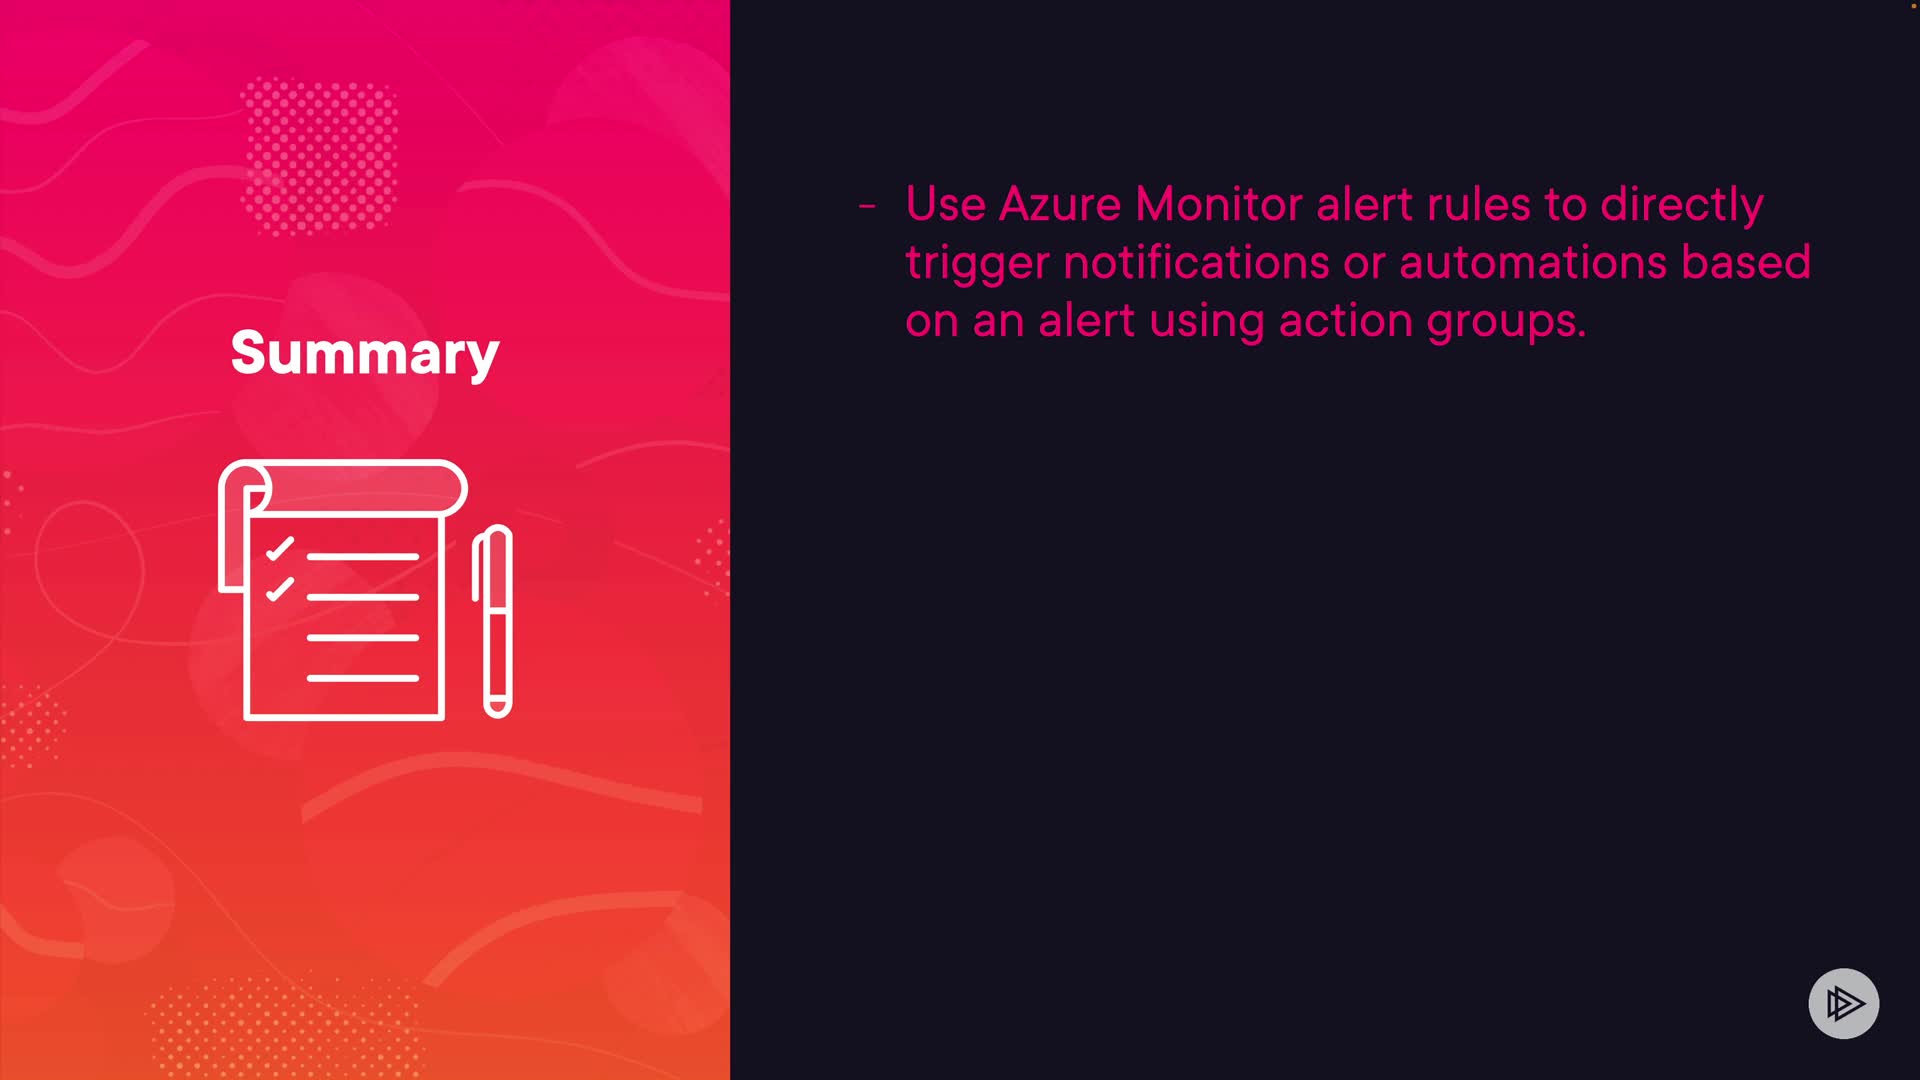 Summary
- Use Azure Monitor alert rules to directly
trigger notifications or automations based
on an alert using action groups.